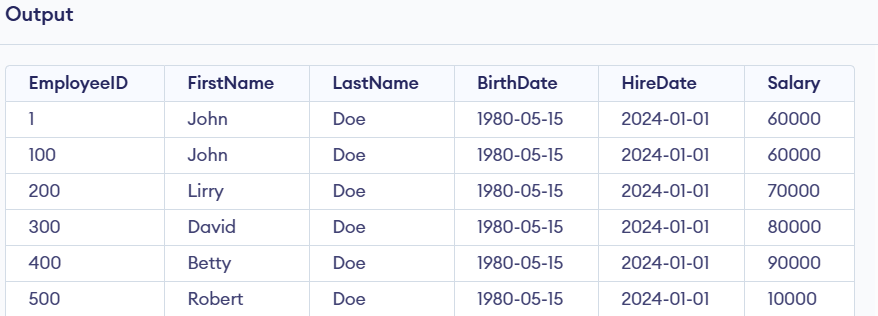 Output
EmployeeID FirstName LastName BirthDate HireDate Salary
1 John Doe 1980-05-15 2024-01-01 60000
100 John Doe 1980-05-15 2024-01-01 60000
200 Lirry Doe 1980-05-15 2024-01-01 70000
300 David Doe 1980-05-15 2024-01-01 80000
400 Betty Doe 1980-05-15 2024-01-01 90000
500 Robert Doe 1980-05-15 2024-01-01 10000